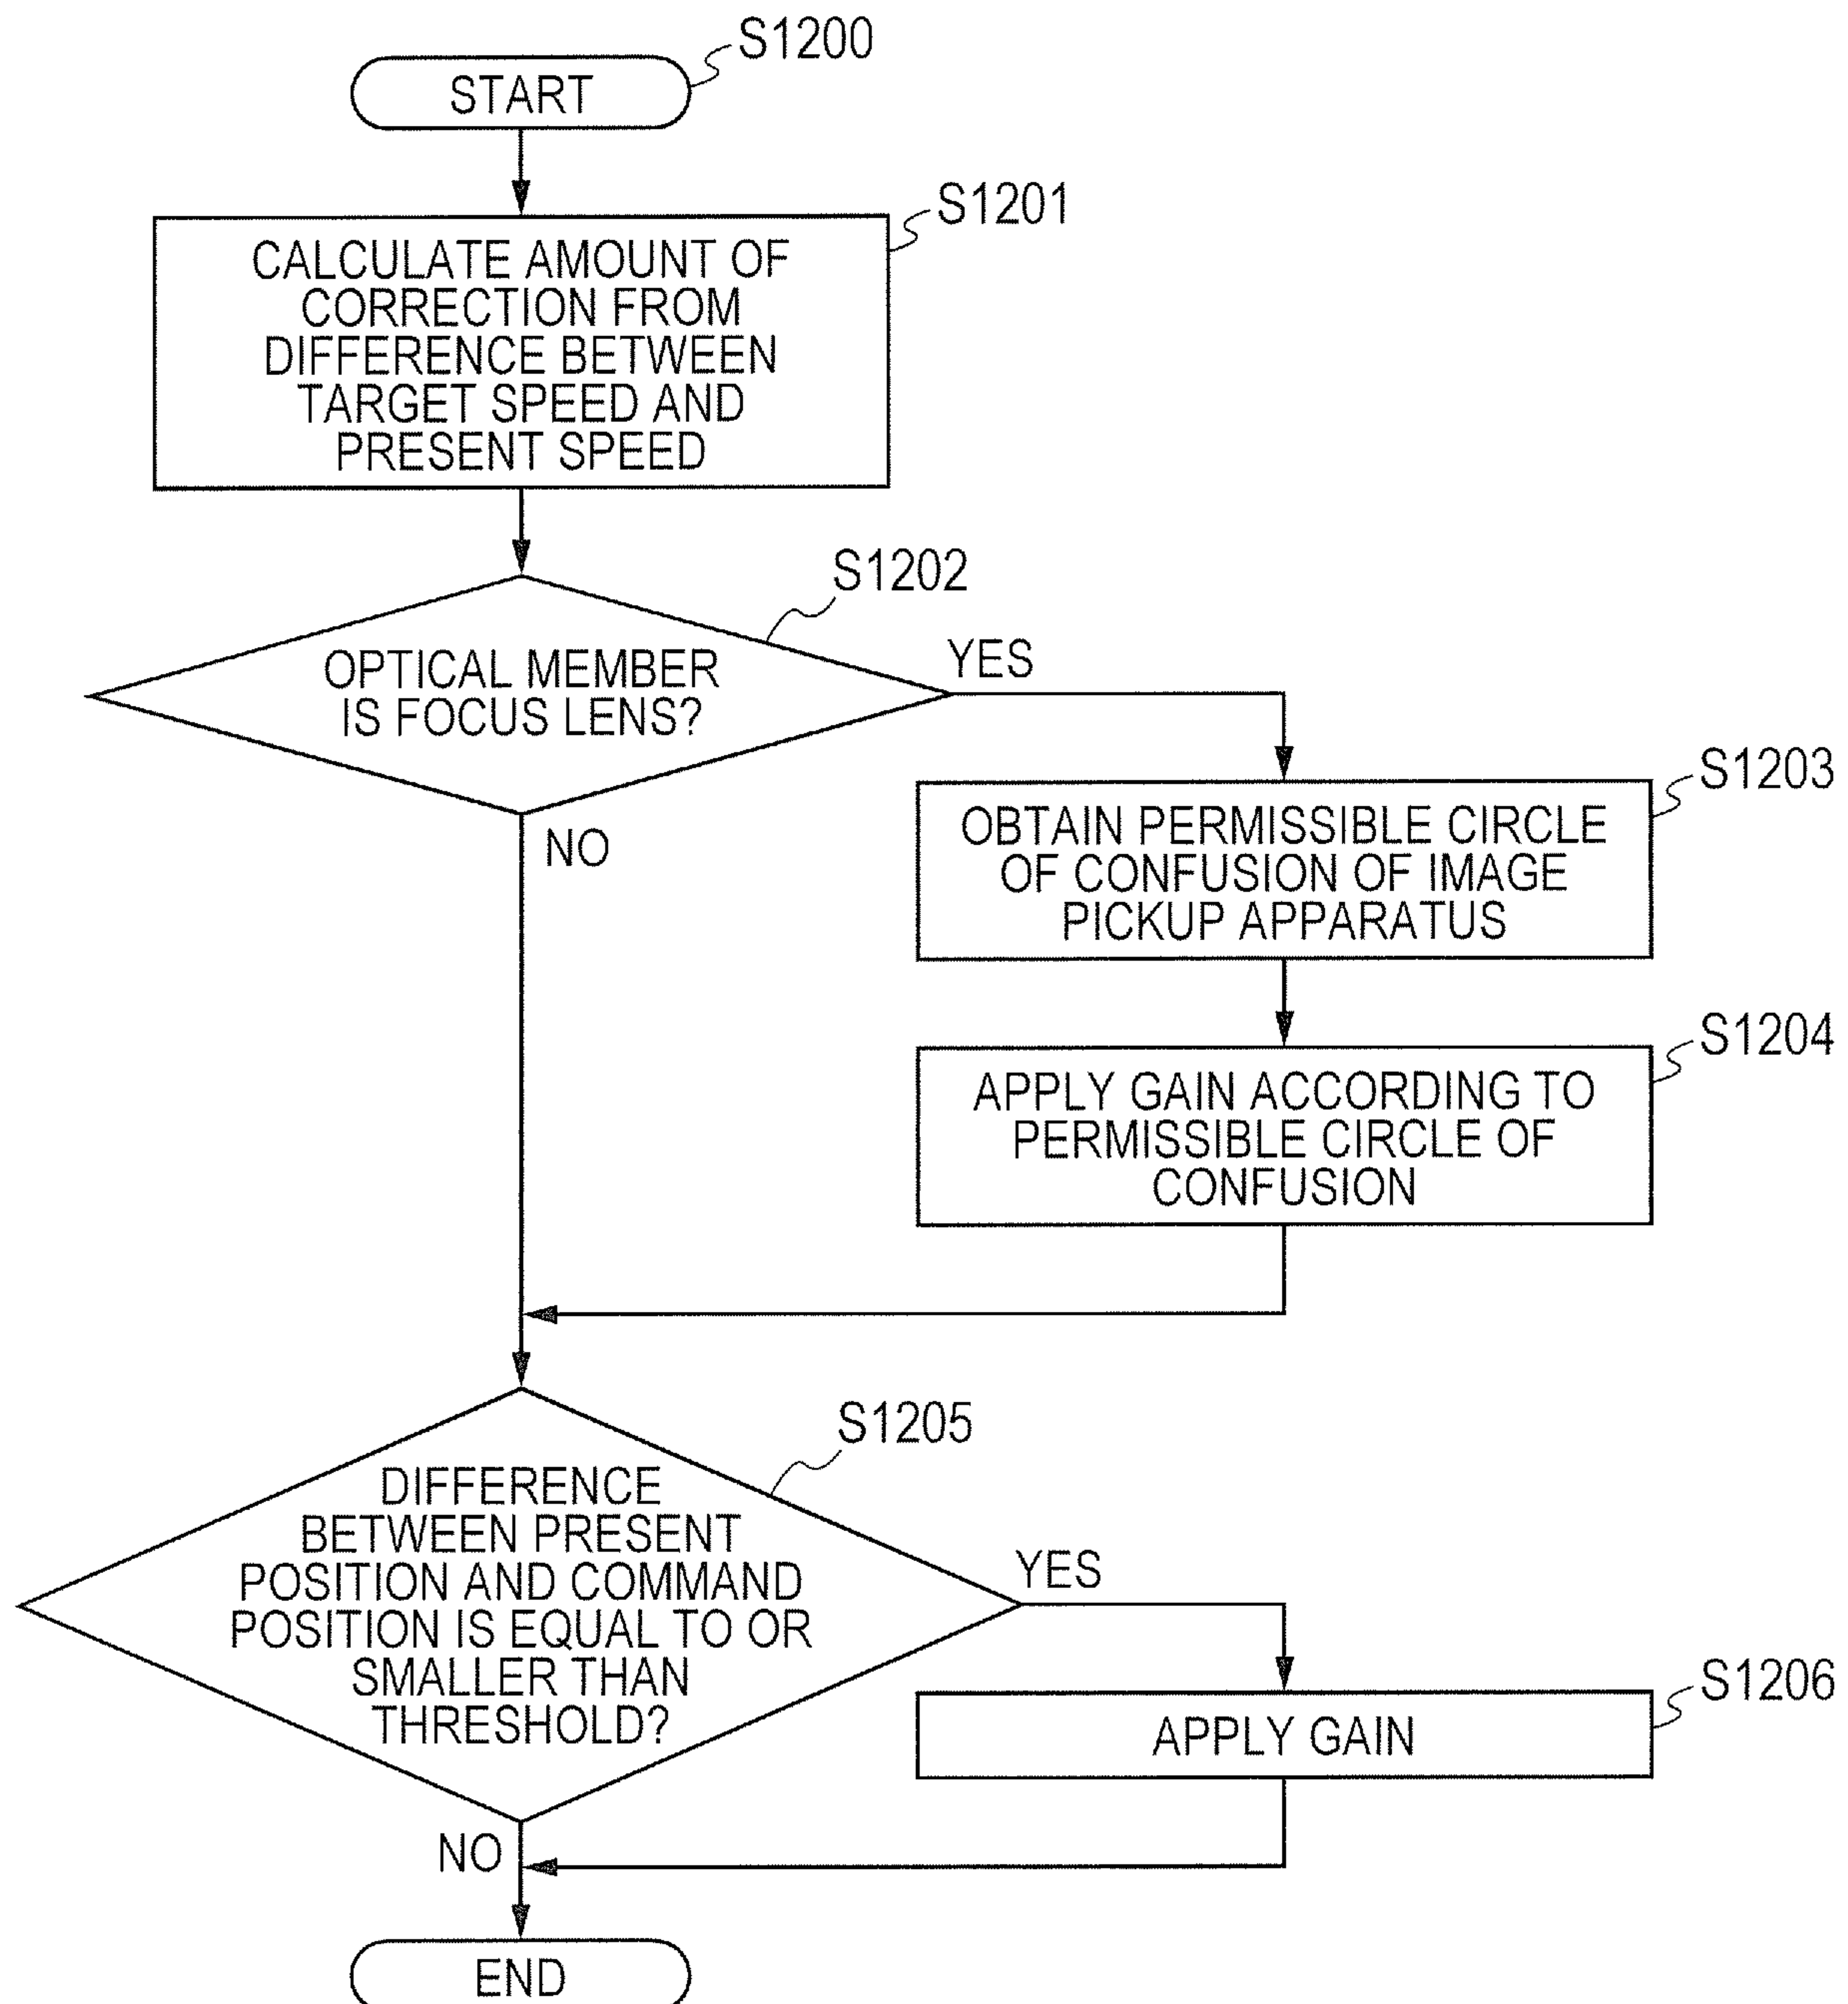 S1200
START
S1201
CALCULATE AMOUNT OF
CORRECTION FROM
DIFFERENCE BETWEEN
TARGET SPEED AND
PRESENT SPEED
S1202
OPTICAL MEMBER
IS FOCUS LENS?
YES
NO
S1203
OBTAIN PERMISSIBLE CIRCLE
OF CONFUSION OF IMAGE
PICKUP APPARATUS
S1204
APPLY GAIN ACCORDING TO
PERMISSIBLE CIRCLE OF
CONFUSION
S1205
DIFFERENCE
BETWEEN PRESENT
POSITION AND COMMAND
POSITION IS EQUAL TO OR
SMALLER THAN
THRESHOLD?
YES
S1206
APPLY GAIN
NO
END